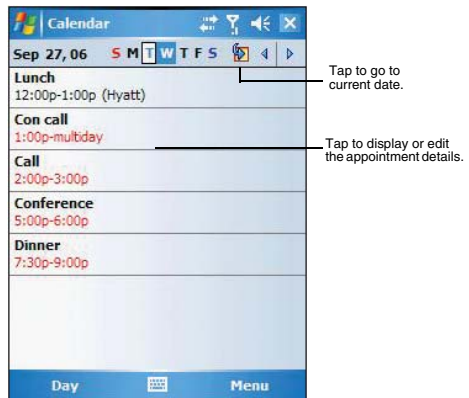 Calendar
Sep 27, 06 S M T W T F S
Tap to go to
current date.
Lunch
12:00p-1:00p (Hyatt)
Con call
1:00p-multiday
Tap to display or edit
the appointment details.
Call
2:00p-3:00p
Conference
5:00p-6:00p
Dinner
7:30p-9:00p
Day Menu